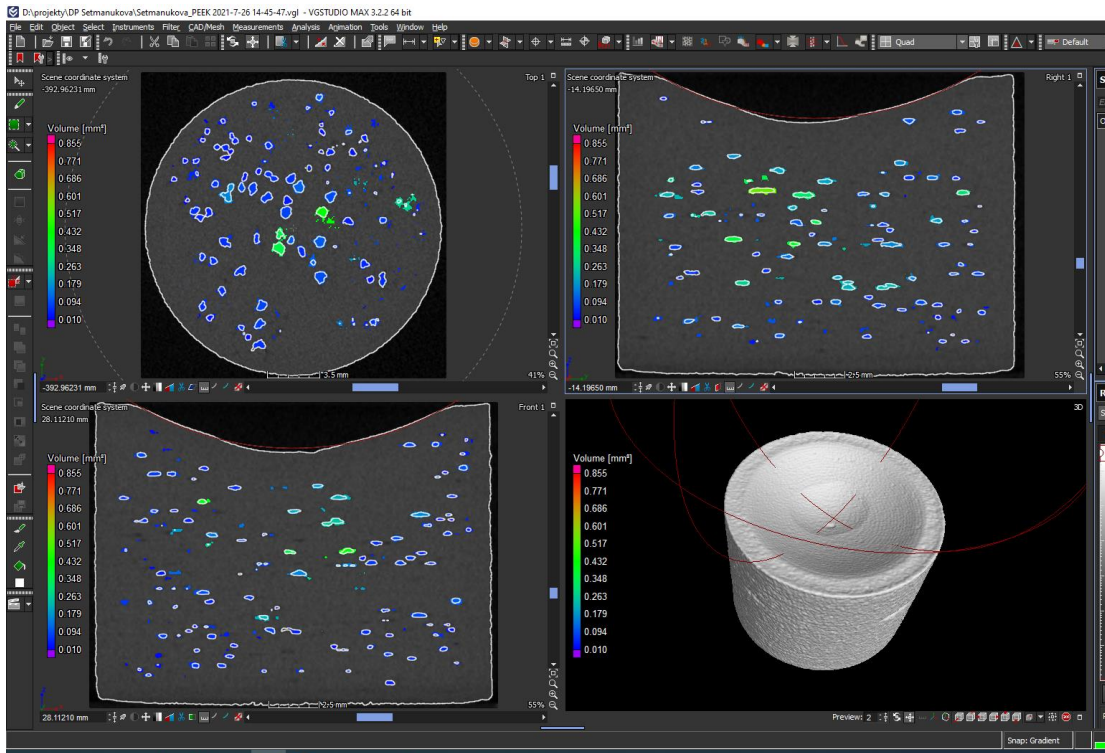 D:\projekty\DP Setmanukova\Setmanukova_PEEK 2021-7-26 14-45-47.vgl - VGSTUDIO MAX 3.2.2 64 bit
File Edit Object Select Instruments Filter CAD/Mesh Measurements Analysis Animation Tools Window Help
Quad
Default
Scene coordinate system
-392.96231 mm
Top 1
Volume [mm³]
0.855
0.771
0.686
0.601
0.517
0.432
0.348
0.263
0.179
0.094
0.010
3.5 mm
41%
-392.96231 mm
Scene coordinate system
-14.19650 mm
Right 1
Volume [mm³]
0.855
0.771
0.686
0.601
0.517
0.432
0.348
0.263
0.179
0.094
0.010
2.5 mm
55%
-14.19650 mm
Scene coordinate system
28.11210 mm
Front 1
Volume [mm³]
0.855
0.771
0.686
0.601
0.517
0.432
0.348
0.263
0.179
0.094
0.010
2.5 mm
55%
28.11210 mm
3D
Volume [mm³]
0.855
0.771
0.686
0.601
0.517
0.432
0.348
0.263
0.179
0.094
0.010
Preview: 2
Snap: Gradient